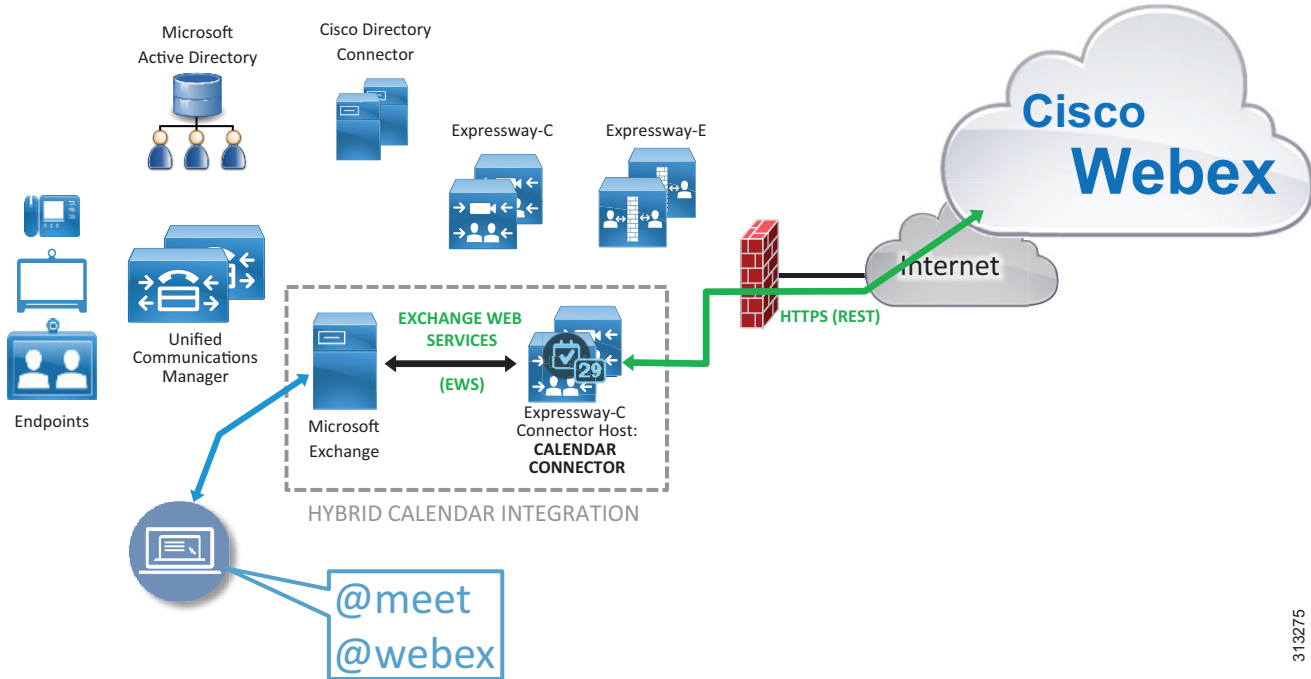 Microsoft
Active Directory
Cisco Directory
Connector
Expressway-C
Expressway-E
Cisco
Webex
Internet
HTTPS (REST)
Endpoints
Unified
Communications
Manager
EXCHANGE WEB
SERVICES
(EWS)
29
Microsoft
Exchange
Expressway-C
Connector Host:
CALENDAR
CONNECTOR
HYBRID CALENDAR INTEGRATION
@meet
@webex
313275